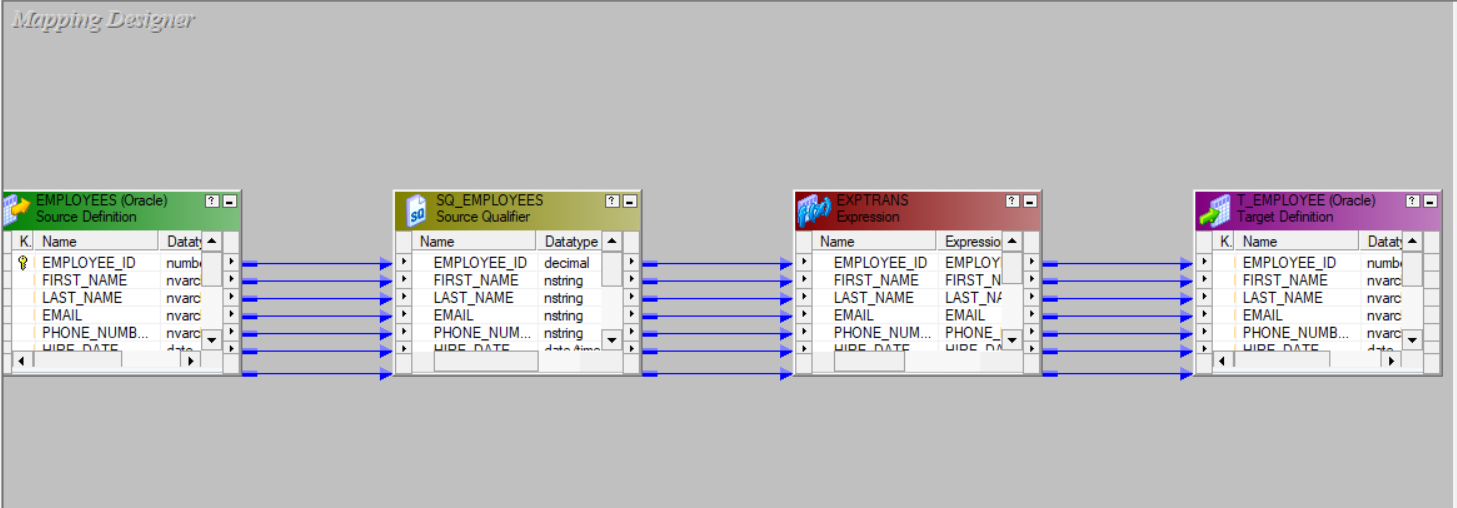 Mapping Designer
EMPLOYEES (Oracle)
Source Definition
K. Name Dataty
EMPLOYEE_ID numbe
FIRST_NAME nvarc
LAST_NAME nvarc
EMAIL nvarc
PHONE_NUMB... nvarc
HIRE_DATE date
SQ_EMPLOYEES
Source Qualifier
Name Datatype
EMPLOYEE_ID decimal
FIRST_NAME nstring
LAST_NAME nstring
EMAIL nstring
PHONE_NUM... nstring
HIRE_DATE date/time
EXPTRANS
Expression
Name Expressio
EMPLOYEE_ID EMPLOY
FIRST_NAME FIRST_N
LAST_NAME LAST_NA
EMAIL EMAIL
PHONE_NUM... PHONE_
HIRE_DATE HIRE_DA
T_EMPLOYEE (Oracle)
Target Definition
K. Name Dataty
EMPLOYEE_ID numbe
FIRST_NAME nvarc
LAST_NAME nvarc
EMAIL nvarc
PHONE_NUMB... nvarc
HIRE_DATE date